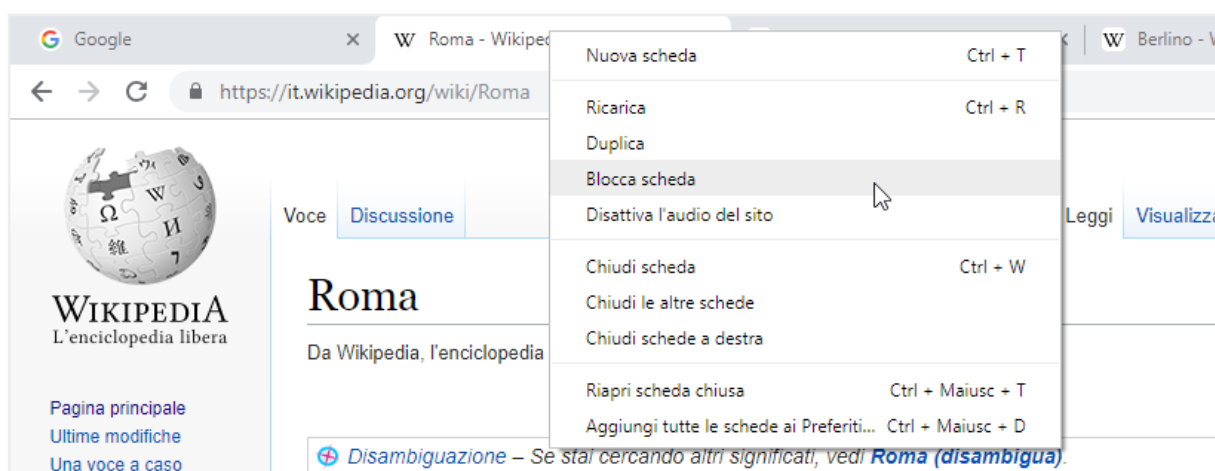 Google
Roma - Wikiped
Berlino - W
https://it.wikipedia.org/wiki/Roma
Nuova scheda Ctrl + T
Ricarica Ctrl + R
Duplica
Blocca scheda
Disattiva l'audio del sito
Chiudi scheda Ctrl + W
Chiudi le altre schede
Chiudi schede a destra
Riapri scheda chiusa Ctrl + Maiusc + T
Aggiungi tutte le schede ai Preferiti... Ctrl + Maiusc + D
WIKIPEDIA
L'enciclopedia libera
Pagina principale
Ultime modifiche
Una voce a caso
Voce Discussione
Leggi Visualizza
Roma
Da Wikipedia, l'enciclopedia
Disambiguazione – Se stai cercando altri significati, vedi Roma (disambigua).